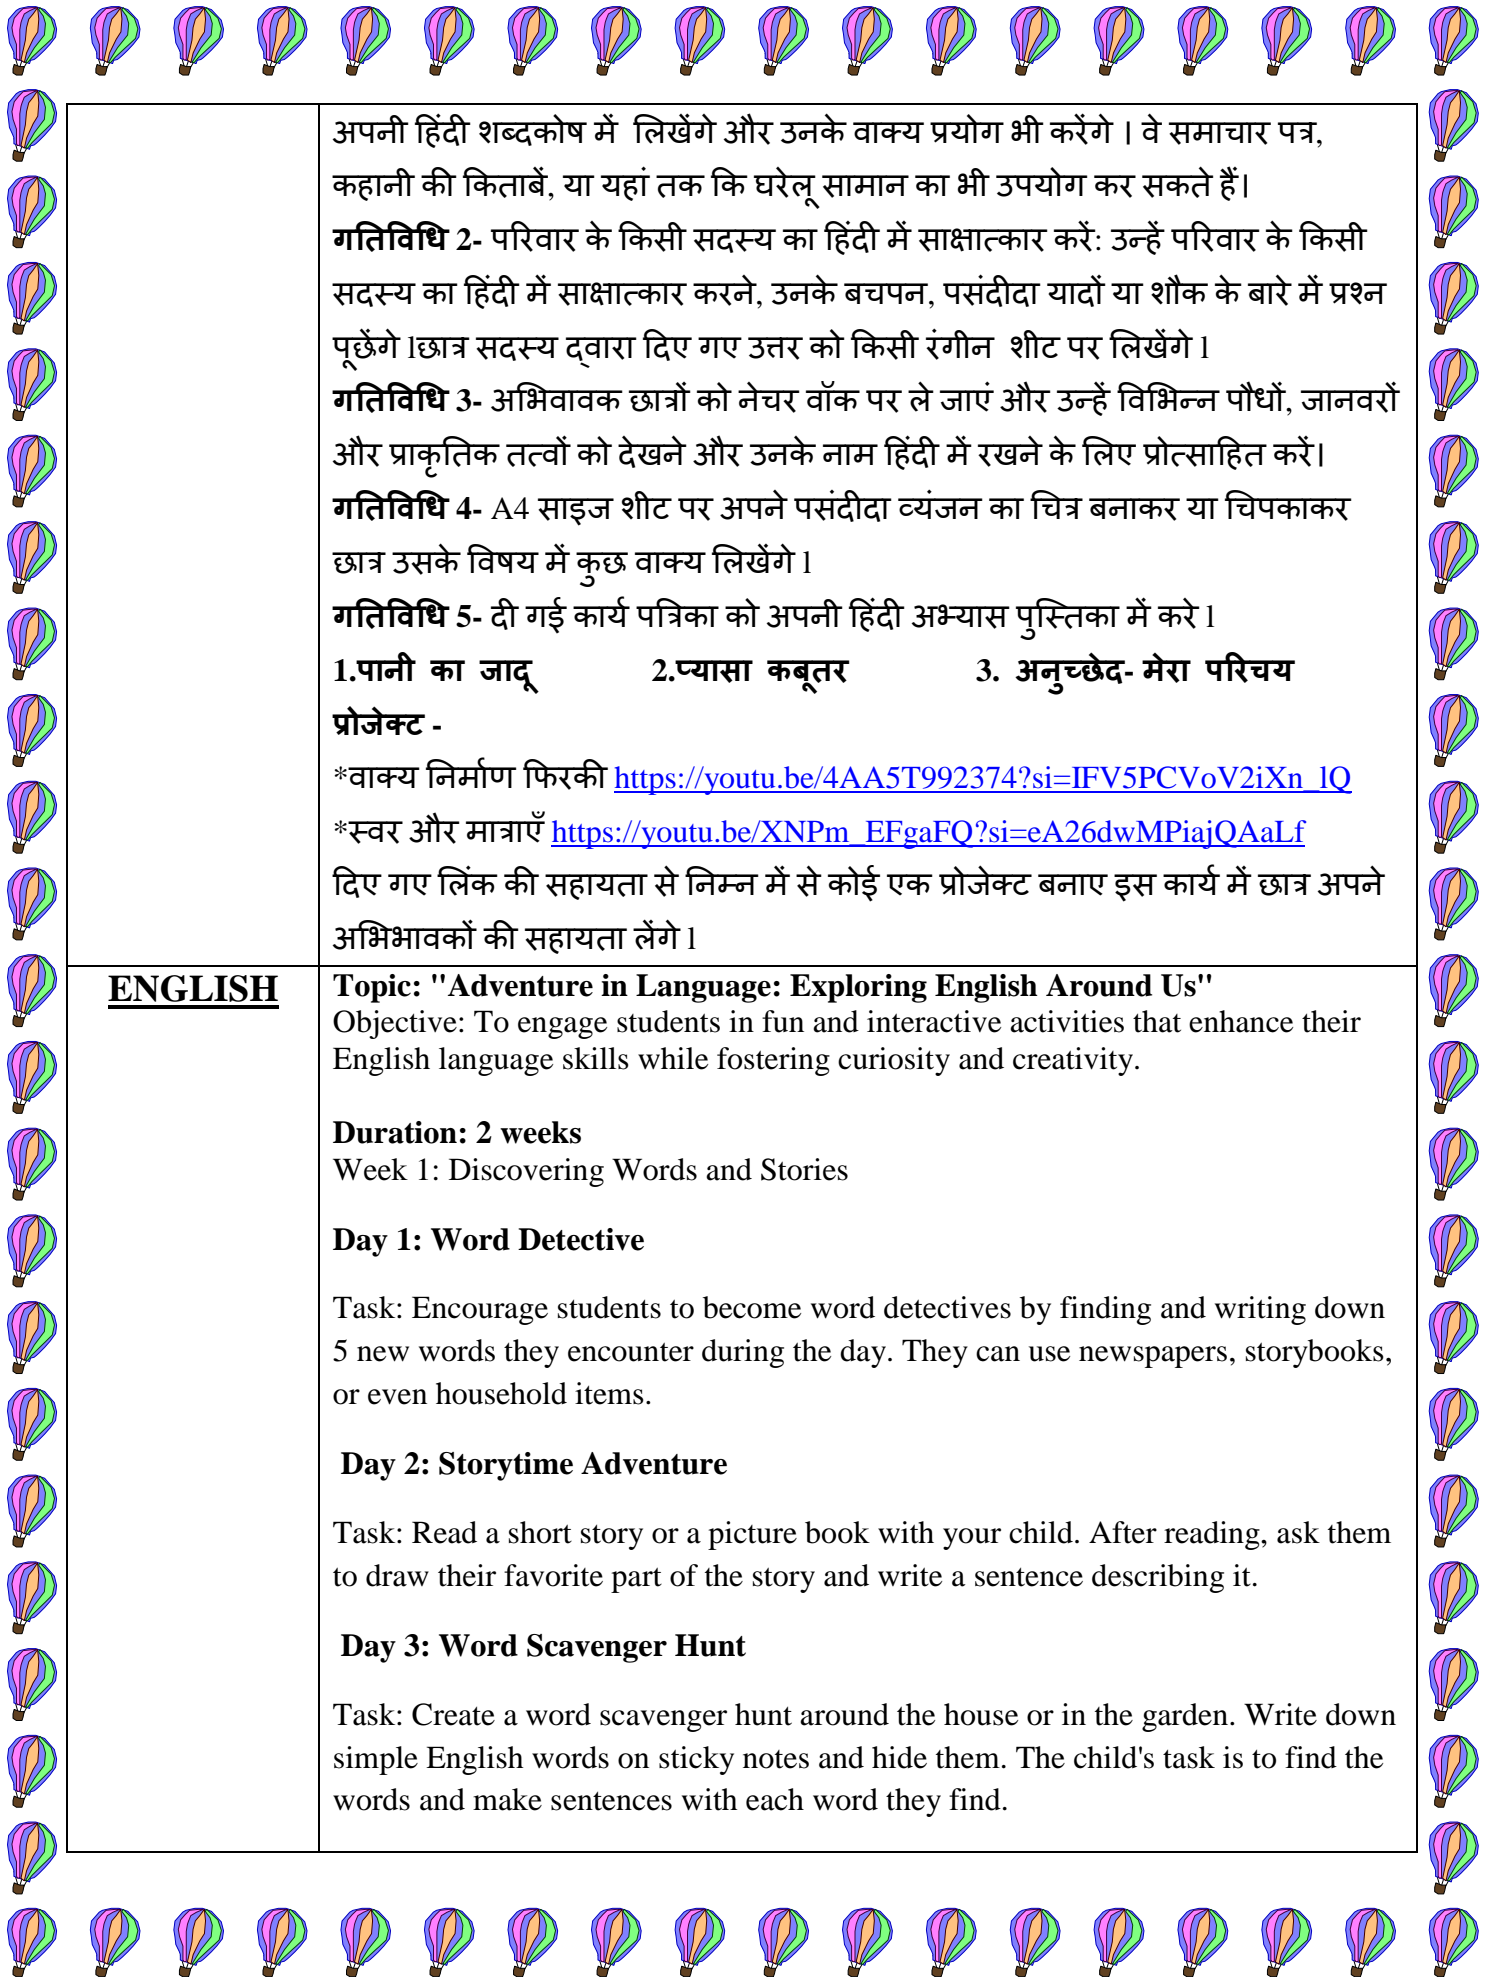 अपनी हिंदी शब्दकोष में लिखेंगे और उनके वाक्य प्रयोग भी करेंगे । वे समाचार पत्र,
कहानी की किताबें, या यहां तक कि घरेलू सामान का भी उपयोग कर सकते हैं।
गतिविधि 2- परिवार के किसी सदस्य का हिंदी में साक्षात्कार करें: उन्हें परिवार के किसी
सदस्य का हिंदी में साक्षात्कार करने, उनके बचपन, पसंदीदा यादों या शौक के बारे में प्रश्न
पूछेंगे lछात्र सदस्य द्वारा दिए गए उत्तर को किसी रंगीन शीट पर लिखेंगे l
गतिविधि 3- अभिवावक छात्रों को नेचर वॉक पर ले जाएं और उन्हें विभिन्न पौधों, जानवरों
और प्राकृतिक तत्वों को देखने और उनके नाम हिंदी में रखने के लिए प्रोत्साहित करें।
गतिविधि 4- A4 साइज शीट पर अपने पसंदीदा व्यंजन का चित्र बनाकर या चिपकाकर
छात्र उसके विषय में कुछ वाक्य लिखेंगे l
गतिविधि 5- दी गई कार्य पत्रिका को अपनी हिंदी अभ्यास पुस्तिका में करे l
1.पानी का जादू 2.प्यासा कबूतर 3. अनुच्छेद- मेरा परिचय
प्रोजेक्ट -
*वाक्य निर्माण फिरकी https://youtu.be/4AA5T992374?si=IFV5PCVoV2iXn_lQ
*स्वर और मात्राएँ https://youtu.be/XNPm_EFgaFQ?si=eA26dwMPiajQAaLf
दिए गए लिंक की सहायता से निम्न में से कोई एक प्रोजेक्ट बनाए इस कार्य में छात्र अपने
अभिभावकों की सहायता लेंगे l
ENGLISH
Topic: "Adventure in Language: Exploring English Around Us"
Objective: To engage students in fun and interactive activities that enhance their
English language skills while fostering curiosity and creativity.
Duration: 2 weeks
Week 1: Discovering Words and Stories
Day 1: Word Detective
Task: Encourage students to become word detectives by finding and writing down
5 new words they encounter during the day. They can use newspapers, storybooks,
or even household items.
Day 2: Storytime Adventure
Task: Read a short story or a picture book with your child. After reading, ask them
to draw their favorite part of the story and write a sentence describing it.
Day 3: Word Scavenger Hunt
Task: Create a word scavenger hunt around the house or in the garden. Write down
simple English words on sticky notes and hide them. The child's task is to find the
words and make sentences with each word they find.